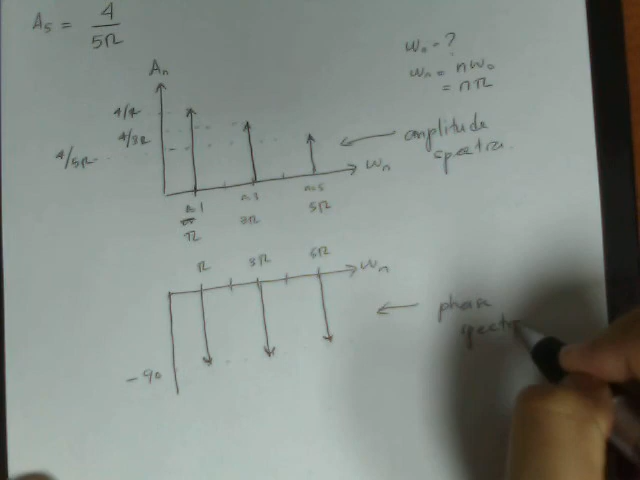 A5 = 4/5π
ω0 = ?
ωn = nω0
= nπ
An
4/π
4/3π
4/5π
amplitude
spectra.
ωn
n=1
n=3
n=5
π
3π
5π
π
3π
5π
ωn
phase
spectr
-90